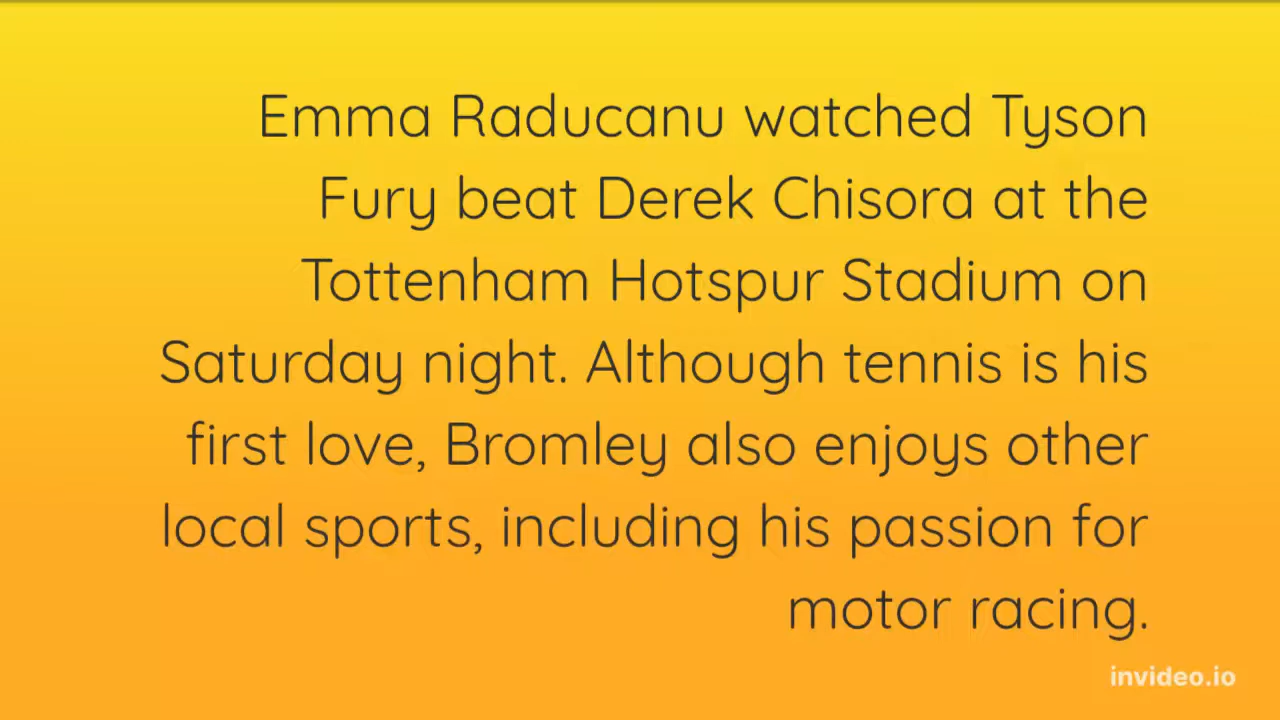 Emma Raducanu watched Tyson
Fury beat Derek Chisora at the
Tottenham Hotspur Stadium on
Saturday night. Although tennis is his
first love, Bromley also enjoys other
local sports, including his passion for
motor racing.
invideo.io